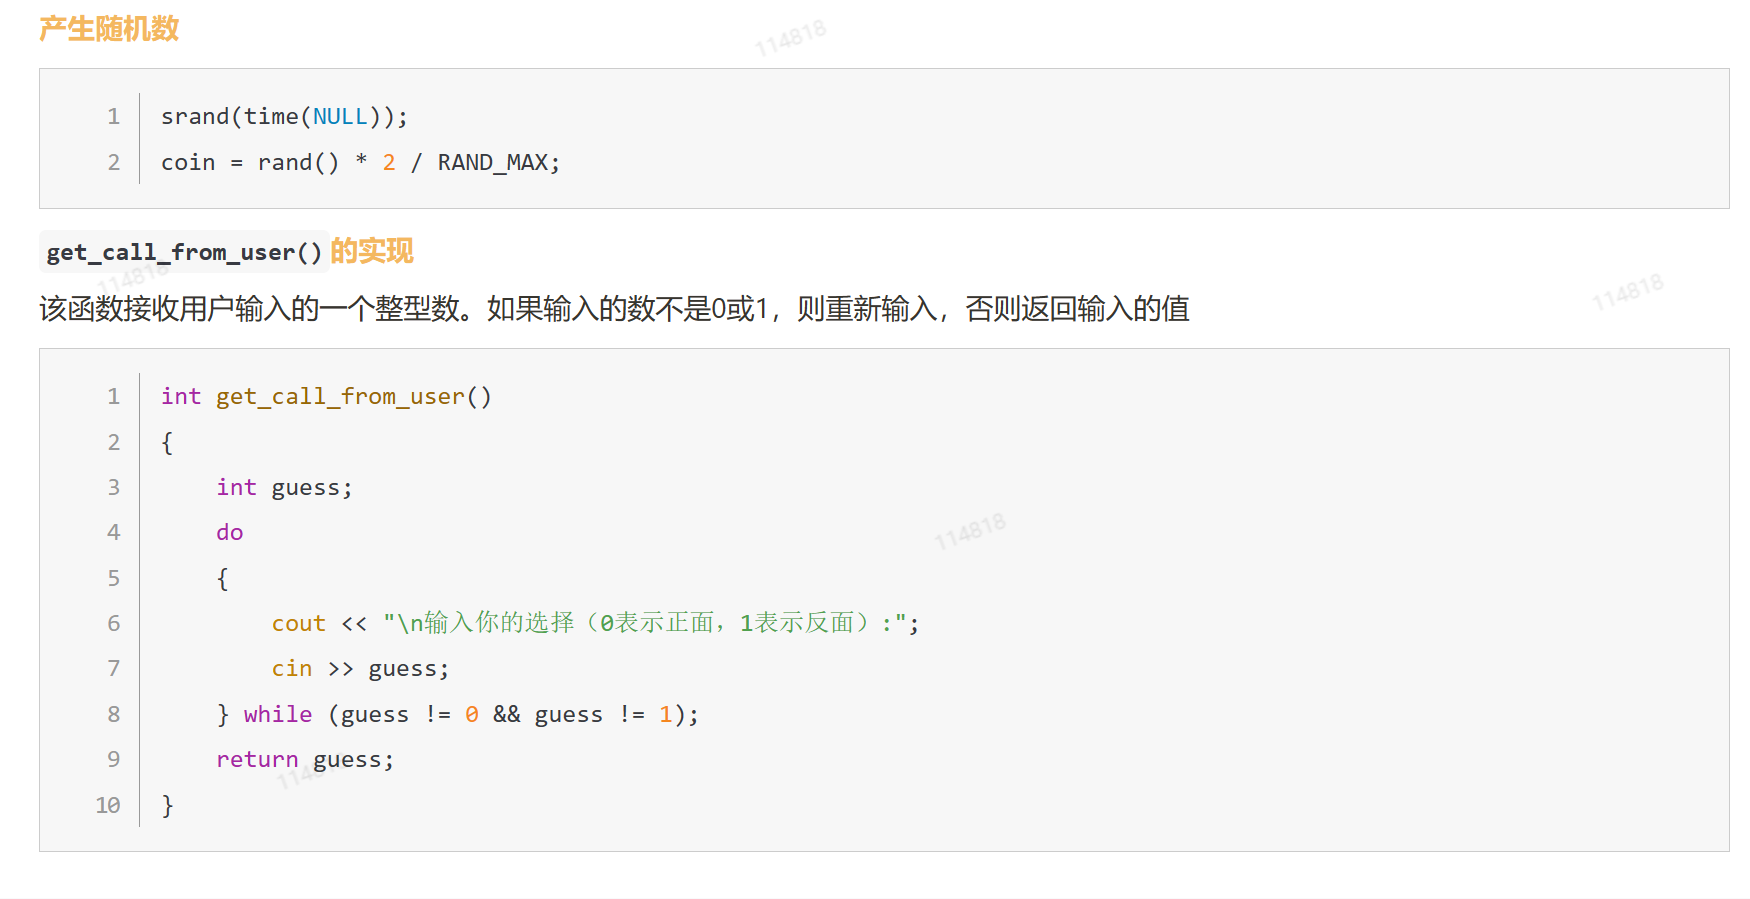 产生随机数
1 srand(time(NULL));
2 coin = rand() * 2 / RAND_MAX;
get_call_from_user()的实现
该函数接收用户输入的一个整型数。如果输入的数不是0或1，则重新输入，否则返回输入的值
1 int get_call_from_user()
2 {
3     int guess;
4     do
5     {
6         cout << "\n输入你的选择（0表示正面，1表示反面）:";
7         cin >> guess;
8     } while (guess != 0 && guess != 1);
9     return guess;
10 }
114818
114818
114818
114818
114818